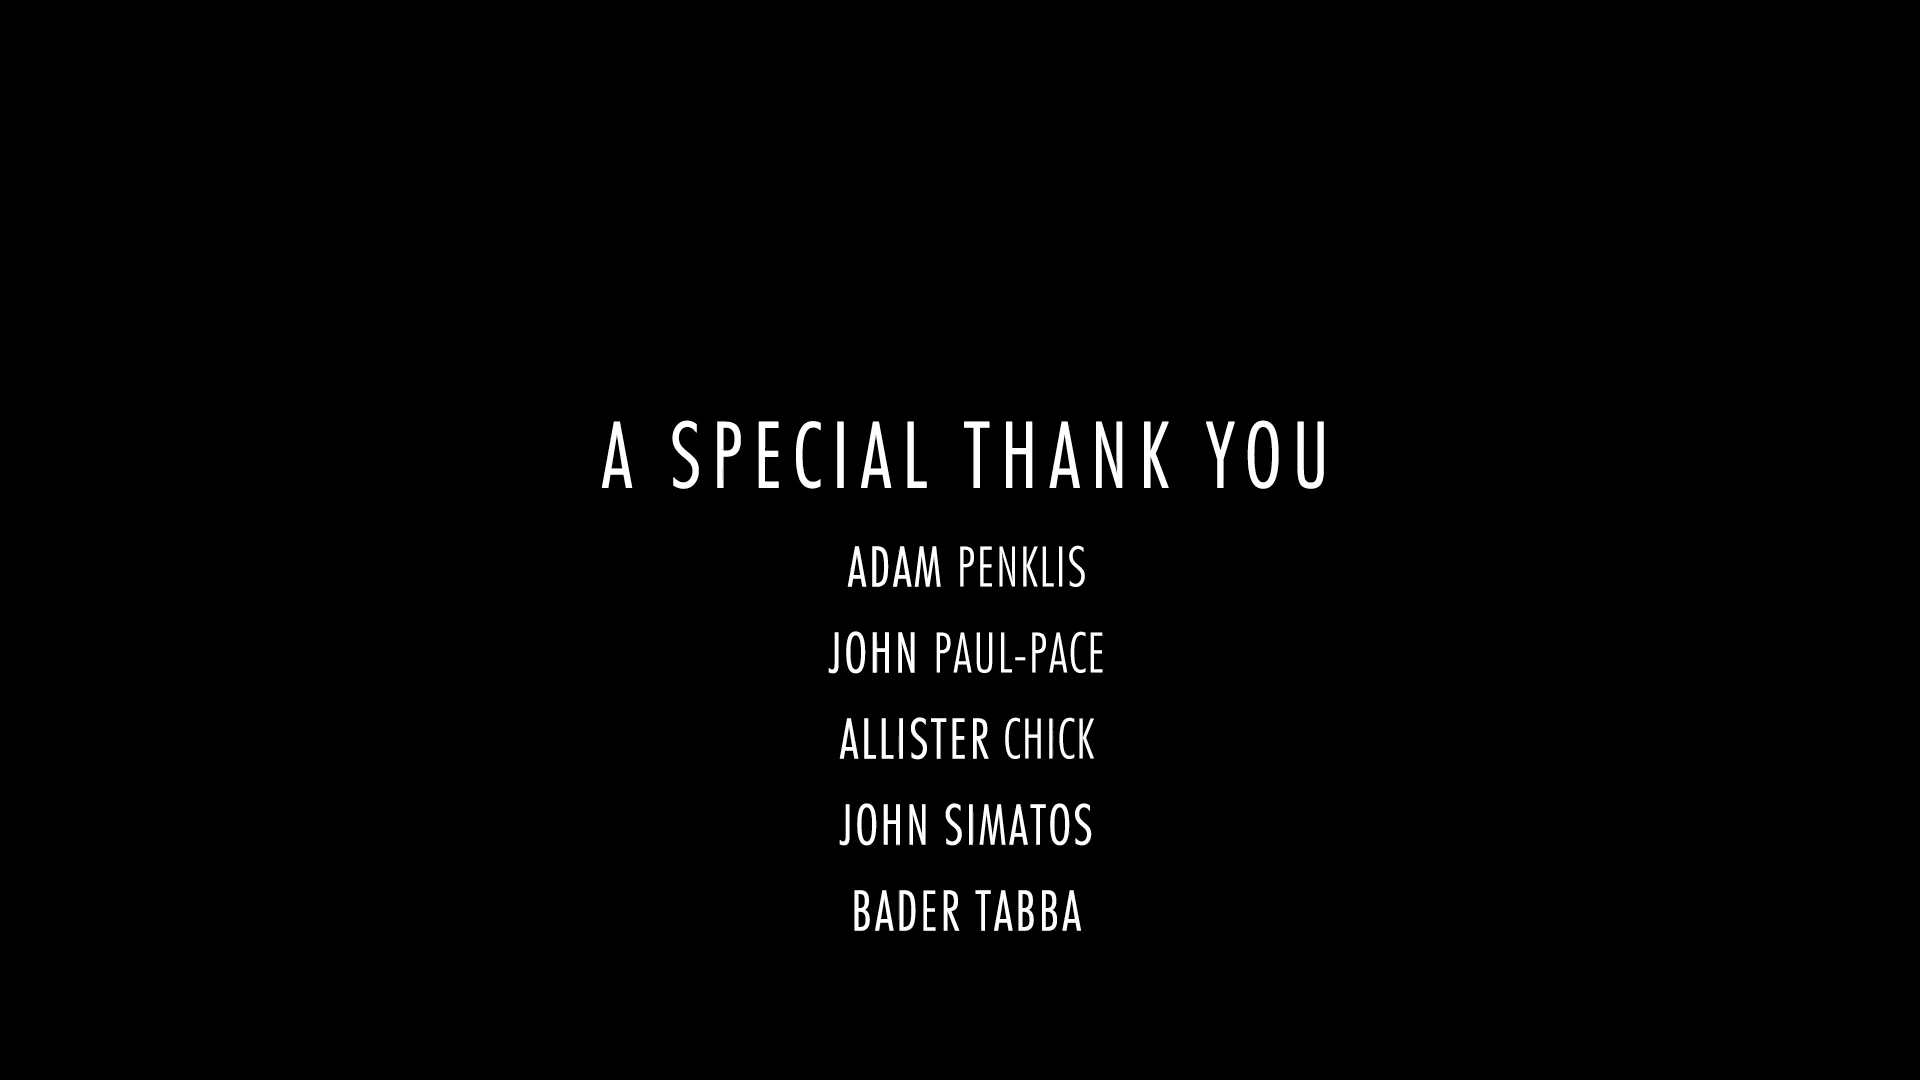 A SPECIAL THANK YOU
ADAM PENKLIS
JOHN PAUL-PACE
ALLISTER CHICK
JOHN SIMATOS
BADER TABBA